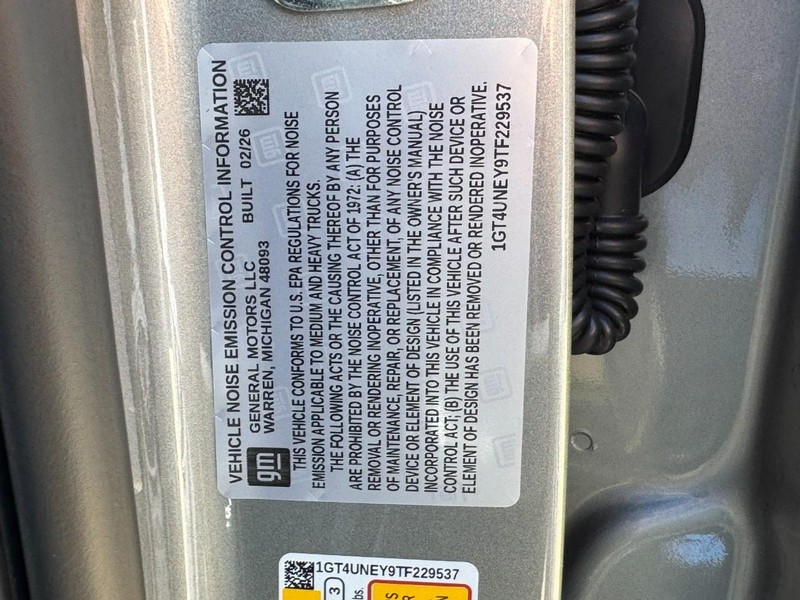 VEHICLE NOISE EMISSION CONTROL INFORMATION
gm
GENERAL MOTORS LLC
WARREN, MICHIGAN 48093 BUILT 02/26
THIS VEHICLE CONFORMS TO U.S. EPA REGULATIONS FOR NOISE
EMISSION APPLICABLE TO MEDIUM AND HEAVY TRUCKS.
THE FOLLOWING ACTS OR THE CAUSING THEREOF BY ANY PERSON
ARE PROHIBITED BY THE NOISE CONTROL ACT OF 1972: (A) THE
REMOVAL OR RENDERING INOPERATIVE, OTHER THAN FOR PURPOSES
OF MAINTENANCE, REPAIR, OR REPLACEMENT, OF ANY NOISE CONTROL
DEVICE OR ELEMENT OF DESIGN (LISTED IN THE OWNER'S MANUAL)
INCORPORATED INTO THIS VEHICLE IN COMPLIANCE WITH THE NOISE
CONTROL ACT; (B) THE USE OF THIS VEHICLE AFTER SUCH DEVICE OR
ELEMENT OF DESIGN HAS BEEN REMOVED OR RENDERED INOPERATIVE.
1GT4UNEY9TF229537
1GT4UNEY9TF229537
3